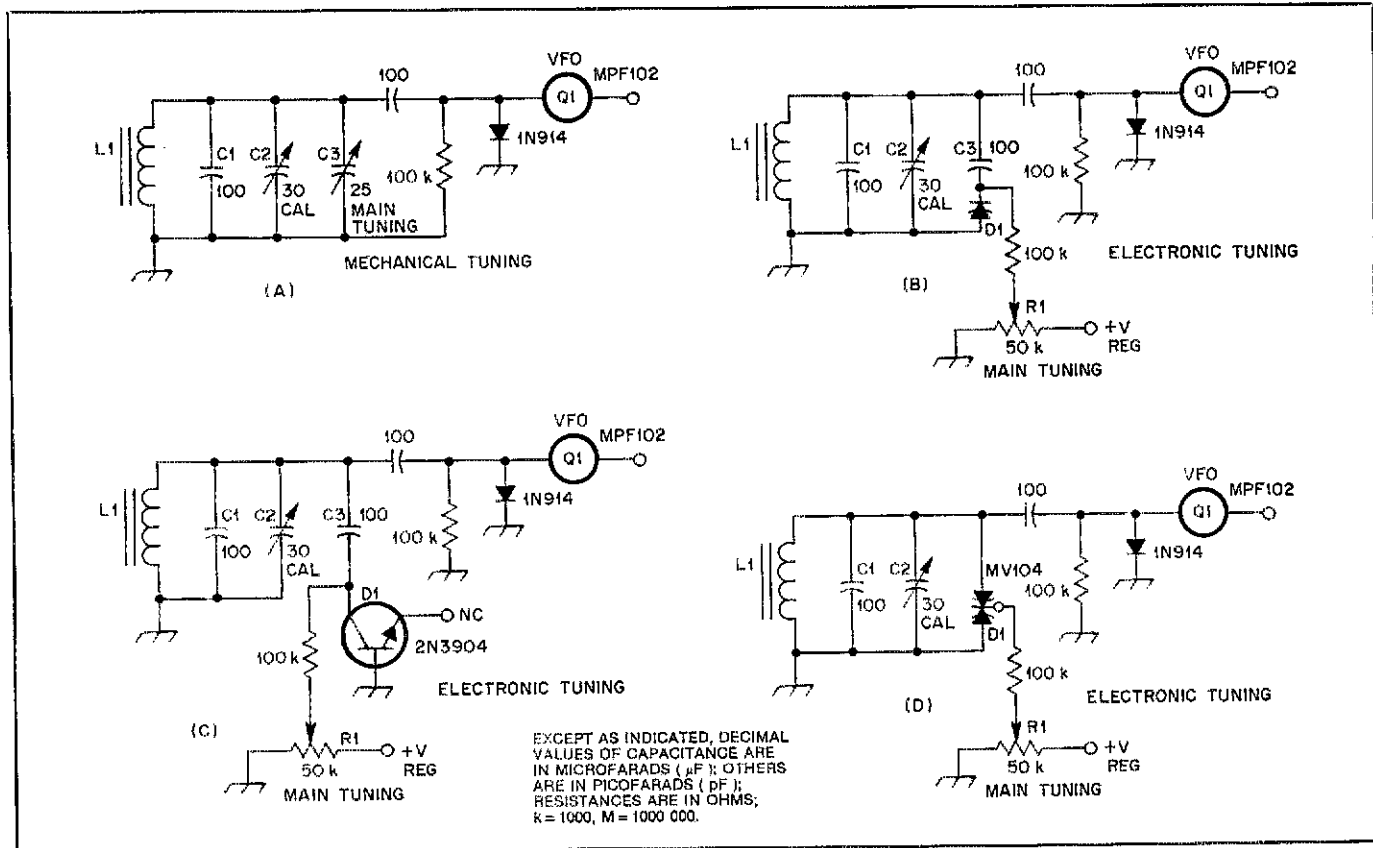 VFO
MPF102
100
Q1
1N914
L1
C1
100
C2
30
CAL
C3
25
MAIN
TUNING
100 k
MECHANICAL TUNING
(A)
VFO
MPF102
100
Q1
1N914
L1
C1
100
C2
30
CAL
C3
100
D1
100 k
100 k
ELECTRONIC TUNING
(B)
R1
50 k
+V
REG
MAIN TUNING
VFO
MPF102
100
Q1
1N914
L1
C1
100
C2
30
CAL
C3
100
100 k
D1
NC
2N3904
100 k
ELECTRONIC TUNING
(C)
R1
50 k
+V
REG
MAIN TUNING
VFO
MPF102
100
Q1
1N914
L1
C1
100
C2
30
CAL
MV104
D1
100 k
100 k
ELECTRONIC TUNING
(D)
R1
50 k
+V
REG
MAIN TUNING
EXCEPT AS INDICATED, DECIMAL
VALUES OF CAPACITANCE ARE
IN MICROFARADS ( µF ); OTHERS
ARE IN PICOFARADS ( pF );
RESISTANCES ARE IN OHMS;
k = 1000, M = 1000 000.